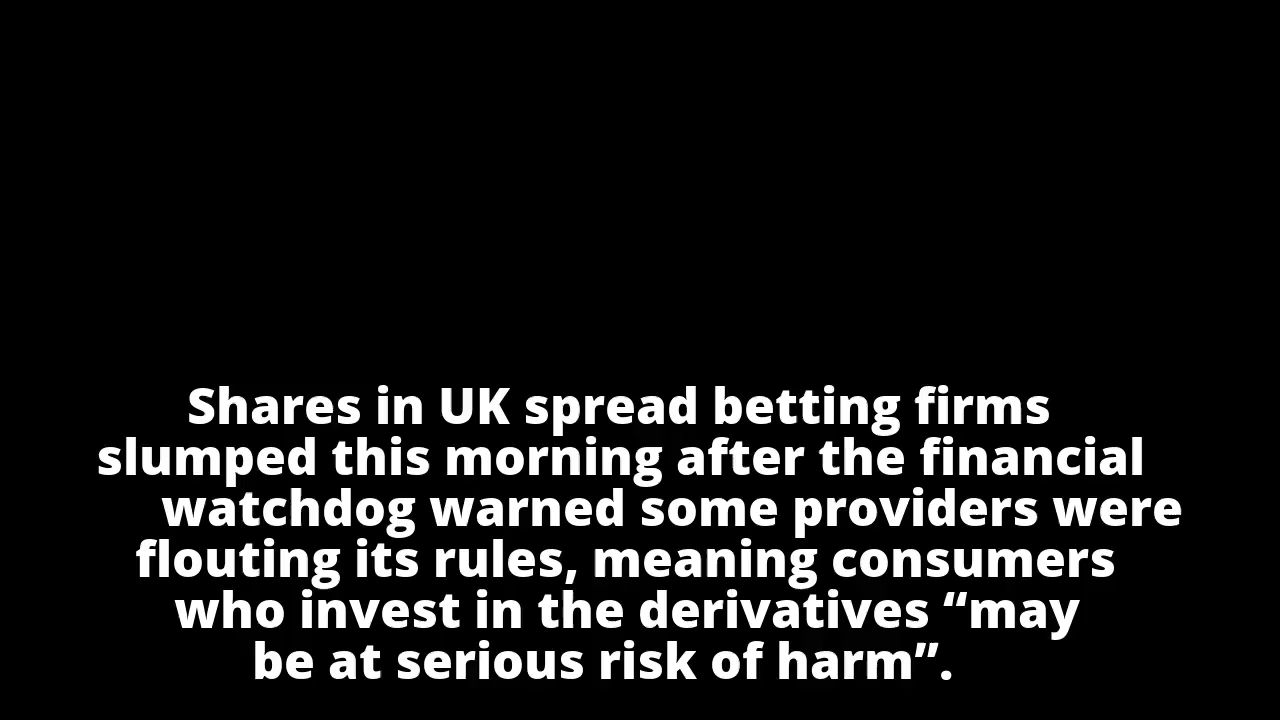 Shares in UK spread betting firms
slumped this morning after the financial
watchdog warned some providers were
flouting its rules, meaning consumers
who invest in the derivatives “may
be at serious risk of harm”.